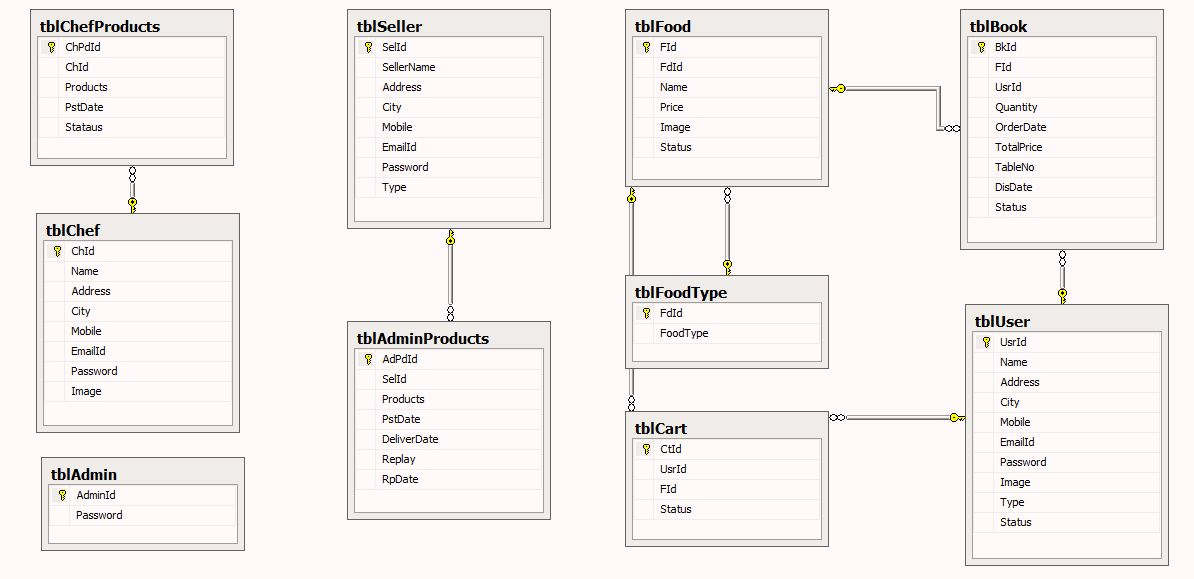 tblChefProducts
ChPdId
ChId
Products
PstDate
Stataus
tblChef
ChId
Name
Address
City
Mobile
EmailId
Password
Image
tblAdmin
AdminId
Password
tblSeller
SelId
SellerName
Address
City
Mobile
EmailId
Password
Type
tblAdminProducts
AdPdId
SelId
Products
PstDate
DeliverDate
Replay
RpDate
tblFood
FId
FdId
Name
Price
Image
Status
tblFoodType
FdId
FoodType
tblCart
CtId
UsrId
FId
Status
tblBook
BkId
FId
UsrId
Quantity
OrderDate
TotalPrice
TableNo
DisDate
Status
tblUser
UsrId
Name
Address
City
Mobile
EmailId
Password
Image
Type
Status